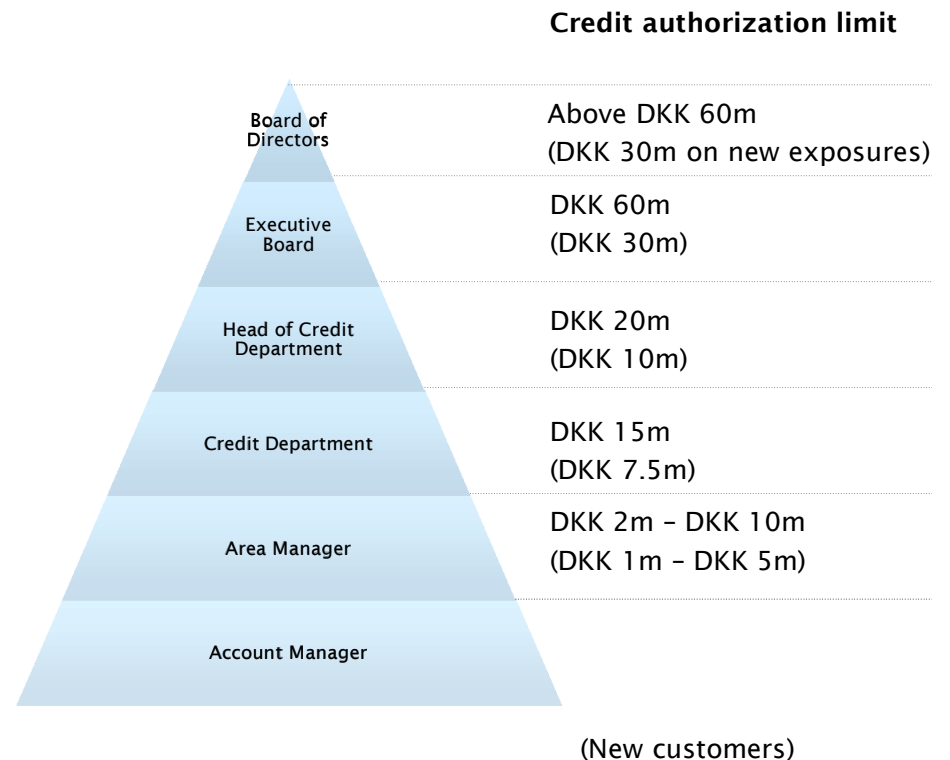 Credit authorization limit
Board of
Directors
Above DKK 60m
(DKK 30m on new exposures)
Executive
Board
DKK 60m
(DKK 30m)
Head of Credit
Department
DKK 20m
(DKK 10m)
Credit Department
DKK 15m
(DKK 7.5m)
Area Manager
DKK 2m – DKK 10m
(DKK 1m – DKK 5m)
Account Manager
(New customers)